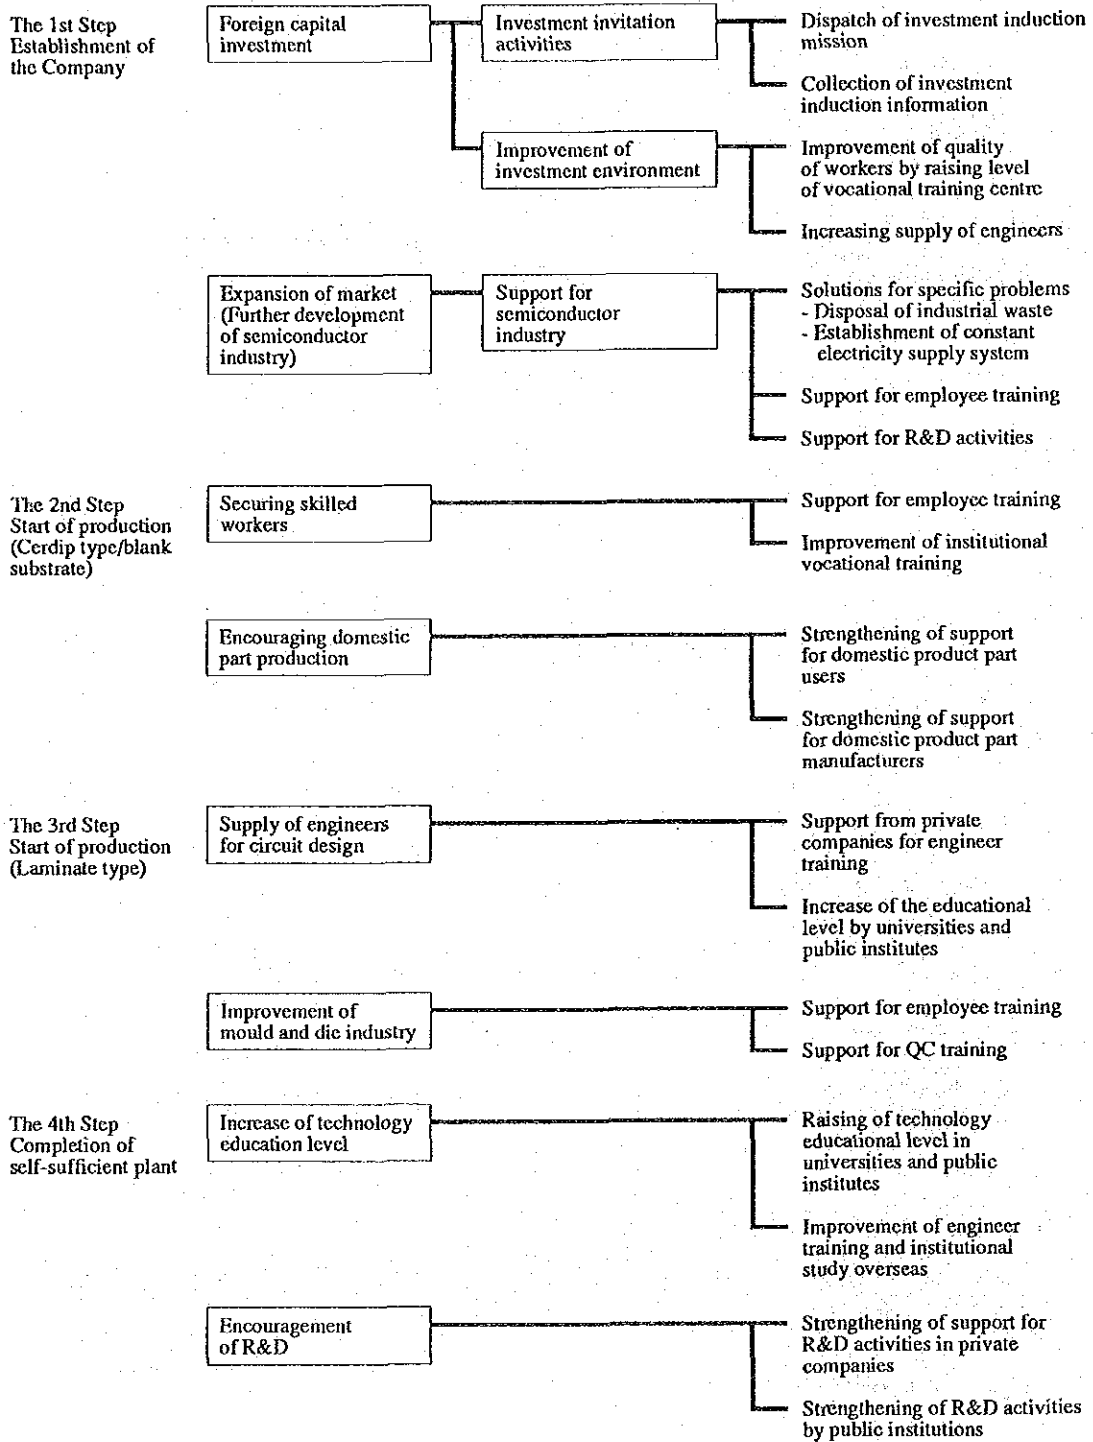 The 1st Step
Establishment of
the Company
Foreign capital
investment
Investment invitation
activities
Dispatch of investment induction
mission
Collection of investment
induction information
Improvement of
investment environment
Improvement of quality
of workers by raising level
of vocational training centre
Increasing supply of engineers
Expansion of market
(Further development
of semiconductor
industry)
Support for
semiconductor
industry
Solutions for specific problems
- Disposal of industrial waste
- Establishment of constant
electricity supply system
Support for employee training
Support for R&D activities
The 2nd Step
Start of production
(Cerdip type/blank
substrate)
Securing skilled
workers
Support for employee training
Improvement of institutional
vocational training
Encouraging domestic
part production
Strengthening of support
for domestic product part
users
Strengthening of support
for domestic product part
manufacturers
The 3rd Step
Start of production
(Laminate type)
Supply of engineers
for circuit design
Support from private
companies for engineer
training
Increase of the educational
level by universities and
public institutes
Improvement of
mould and die industry
Support for employee training
Support for QC training
The 4th Step
Completion of
self-sufficient plant
Increase of technology
education level
Raising of technology
educational level in
universities and public
institutes
Improvement of engineer
training and institutional
study overseas
Encouragement
of R&D
Strengthening of support for
R&D activities in private
companies
Strengthening of R&D activities
by public institutions